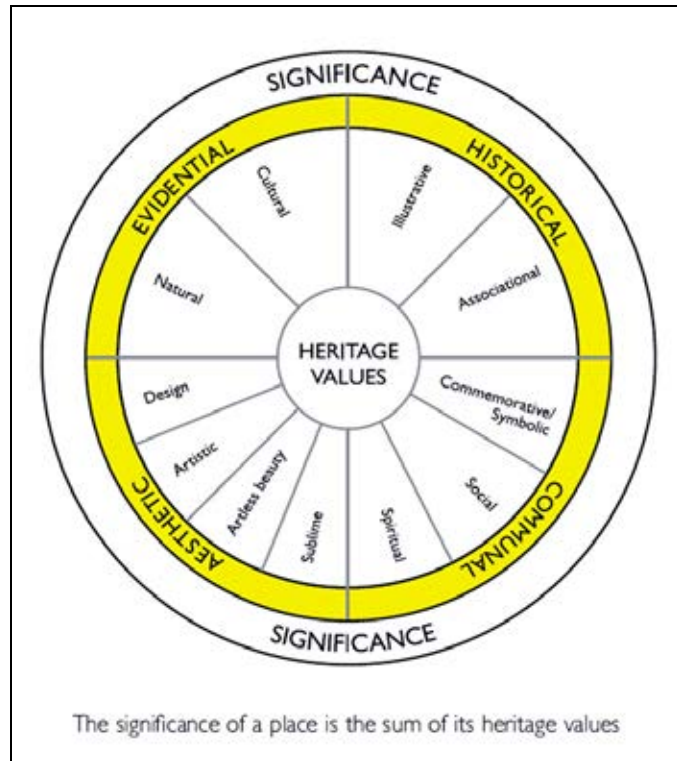 SIGNIFICANCE
EVIDENTIAL
HISTORICAL
Cultural
Illustrative
Natural
Associational
HERITAGE
VALUES
Design
Commemorative/
Symbolic
Artistic
Social
Artless beauty
Sublime
Spiritual
AESTHETIC
COMMUNAL
SIGNIFICANCE
The significance of a place is the sum of its heritage values